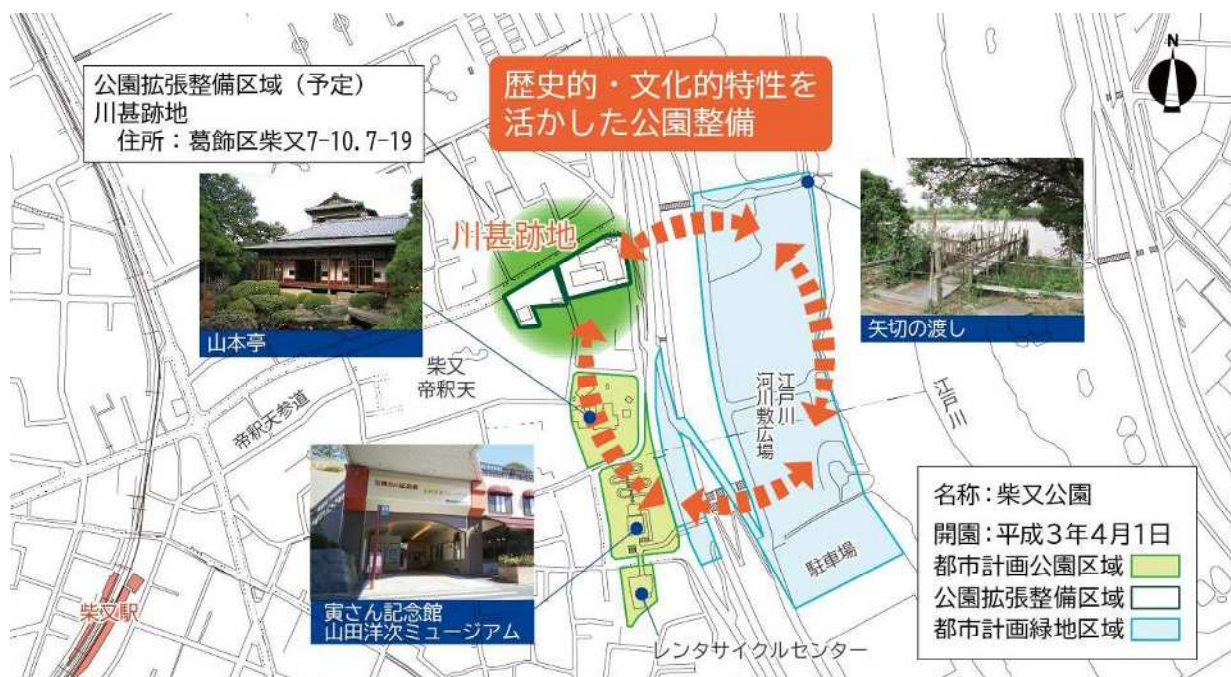 公園拡張整備区域（予定）
川甚跡地
住所：葛飾区柴又7-10．7-19
歴史的・文化的特性を
活かした公園整備
N
山本亭
川甚跡地
矢切の渡し
柴又
帝釈天
帝釈天参道
江戸川
河川敷広場
江戸川
駐車場
寅さん記念館
山田洋次ミュージアム
柴又駅
レンタサイクルセンター
名称：柴又公園
開園：平成３年４月１日
都市計画公園区域
公園拡張整備区域
都市計画緑地区域